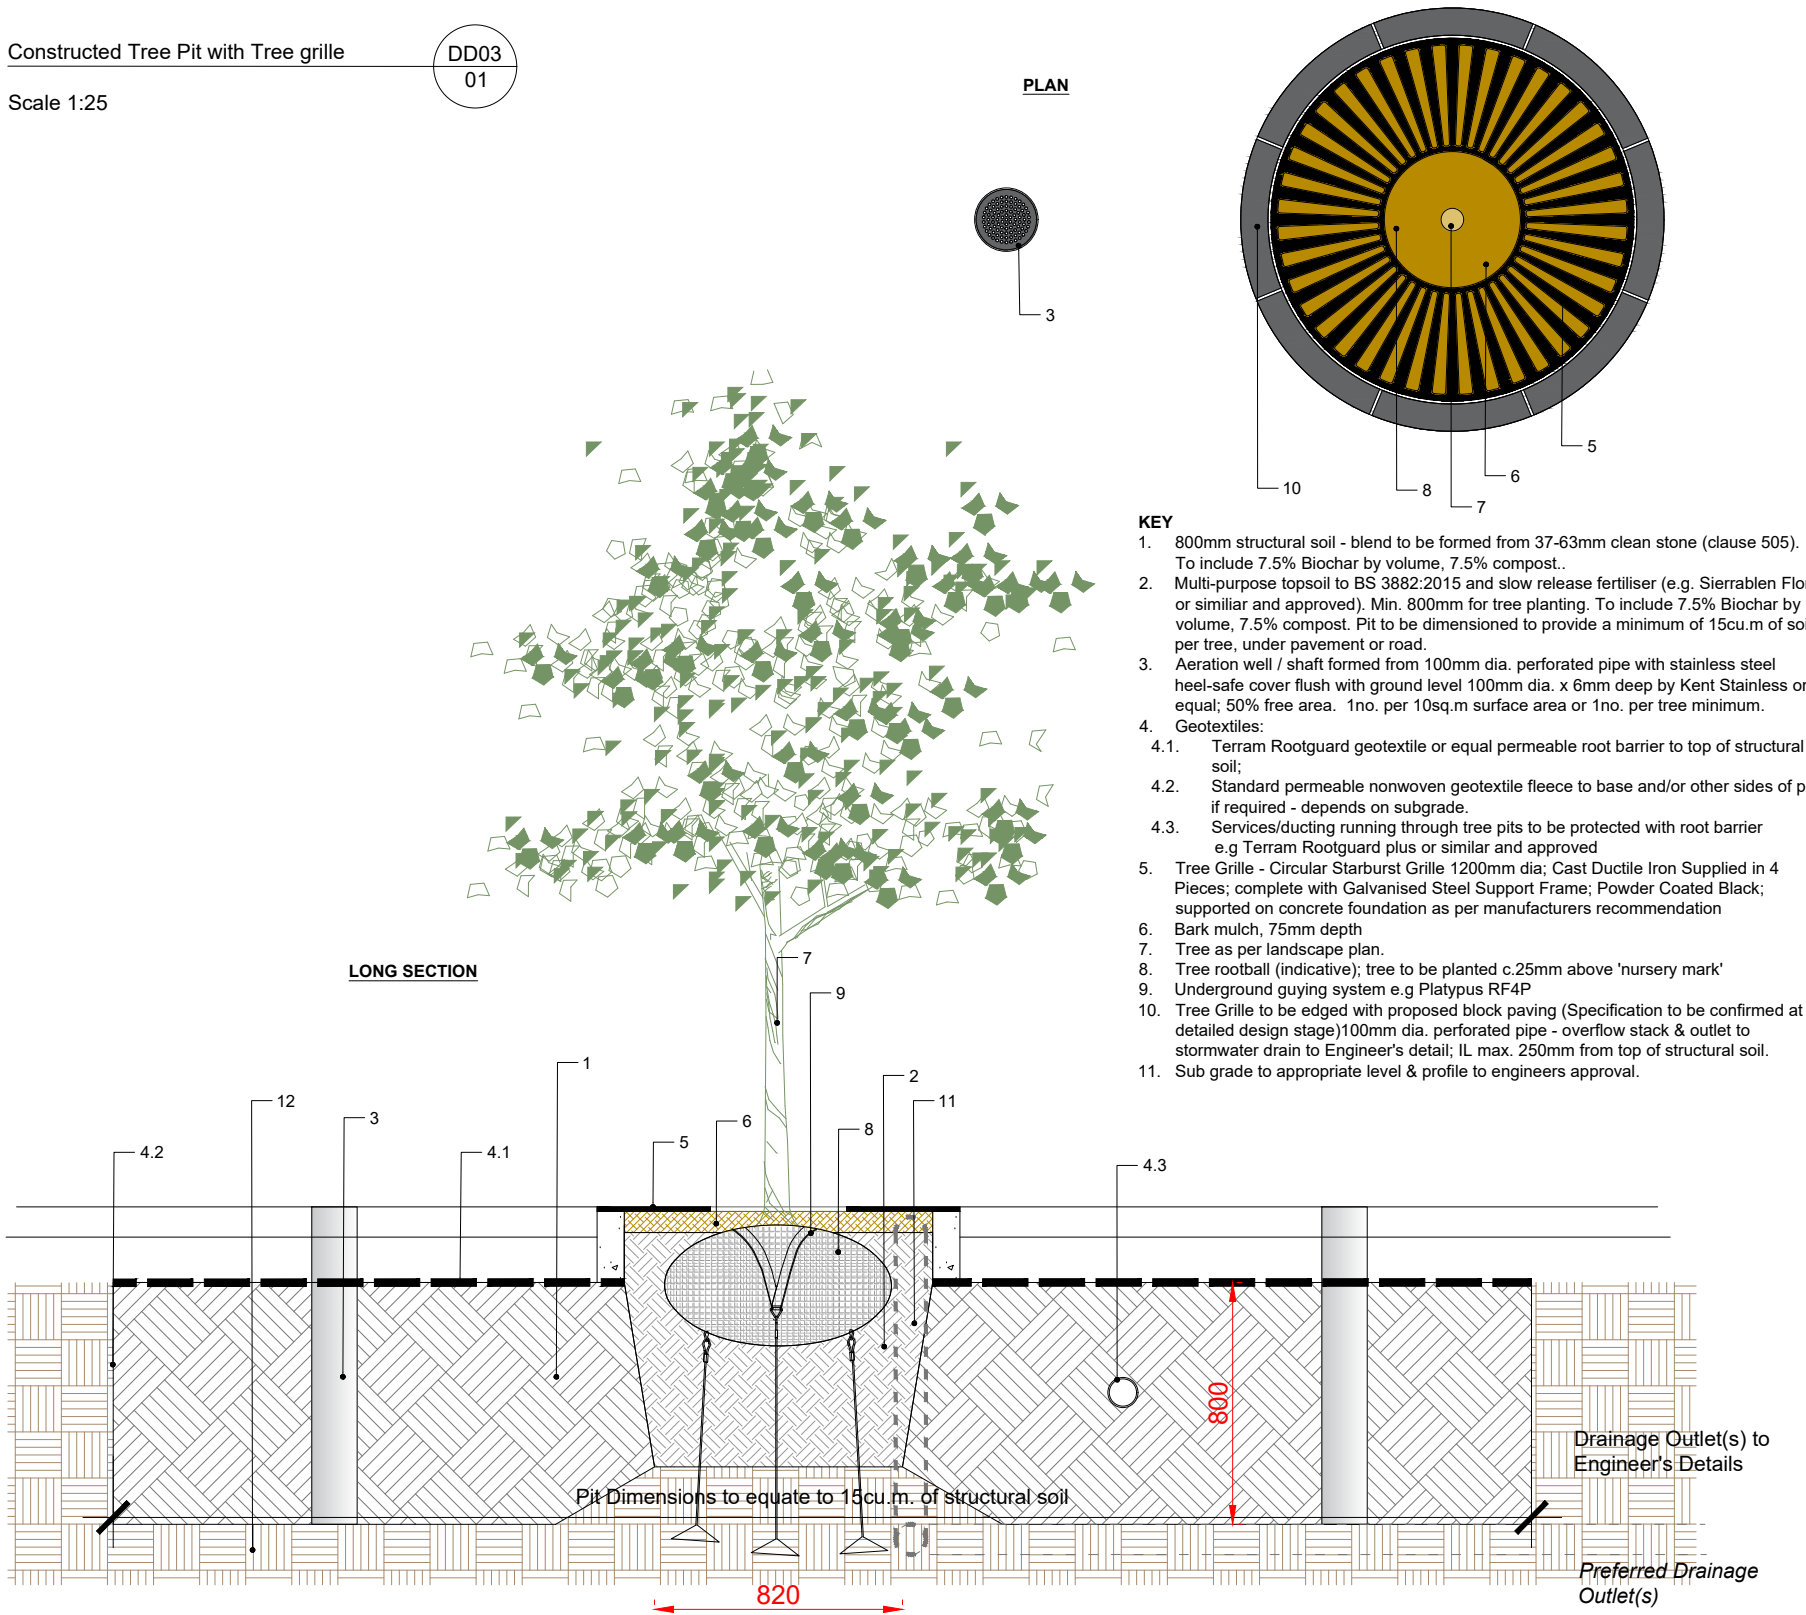 Constructed Tree Pit with Tree grille
DD03
01
Scale 1:25
PLAN
3
5
6
10
8
7
KEY
1. 800mm structural soil - blend to be formed from 37-63mm clean stone (clause 505).
To include 7.5% Biochar by volume, 7.5% compost..
2. Multi-purpose topsoil to BS 3882:2015 and slow release fertiliser (e.g. Sierrablen
or similiar and approved). Min. 800mm for tree planting. To include 7.5% Biochar by
volume, 7.5% compost. Pit to be dimensioned to provide a minimum of 15cu.m of
per tree, under pavement or road.
3. Aeration well / shaft formed from 100mm dia. perforated pipe with stainless steel
heel-safe cover flush with ground level 100mm dia. x 6mm deep by Kent Stainless or
equal; 50% free area. 1no. per 10sq.m surface area or 1no. per tree minimum.
4. Geotextiles:
4.1. Terram Rootguard geotextile or equal permeable root barrier to top of structural
soil;
4.2. Standard permeable nonwoven geotextile fleece to base and/or other sides of
if required - depends on subgrade.
4.3. Services/ducting running through tree pits to be protected with root barrier
e.g Terram Rootguard plus or similar and approved
5. Tree Grille - Circular Starburst Grille 1200mm dia; Cast Ductile Iron Supplied in 4
Pieces; complete with Galvanised Steel Support Frame; Powder Coated Black;
supported on concrete foundation as per manufacturers recommendation
6. Bark mulch, 75mm depth
7. Tree as per landscape plan.
8. Tree rootball (indicative); tree to be planted c.25mm above 'nursery mark'
9. Underground guying system e.g Platypus RF4P
10. Tree Grille to be edged with proposed block paving (Specification to be confirmed at
detailed design stage)100mm dia. perforated pipe - overflow stack & outlet to
stormwater drain to Engineer's detail; IL max. 250mm from top of structural soil.
11. Sub grade to appropriate level & profile to engineers approval.
LONG SECTION
7
9
1
2
12
11
3
6
8
5
4.2
4.1
4.3
800
Drainage Outlet(s) to
Engineer's Details
Pit Dimensions to equate to 15cu.m. of structural soil
Preferred Drainage
Outlet(s)
820